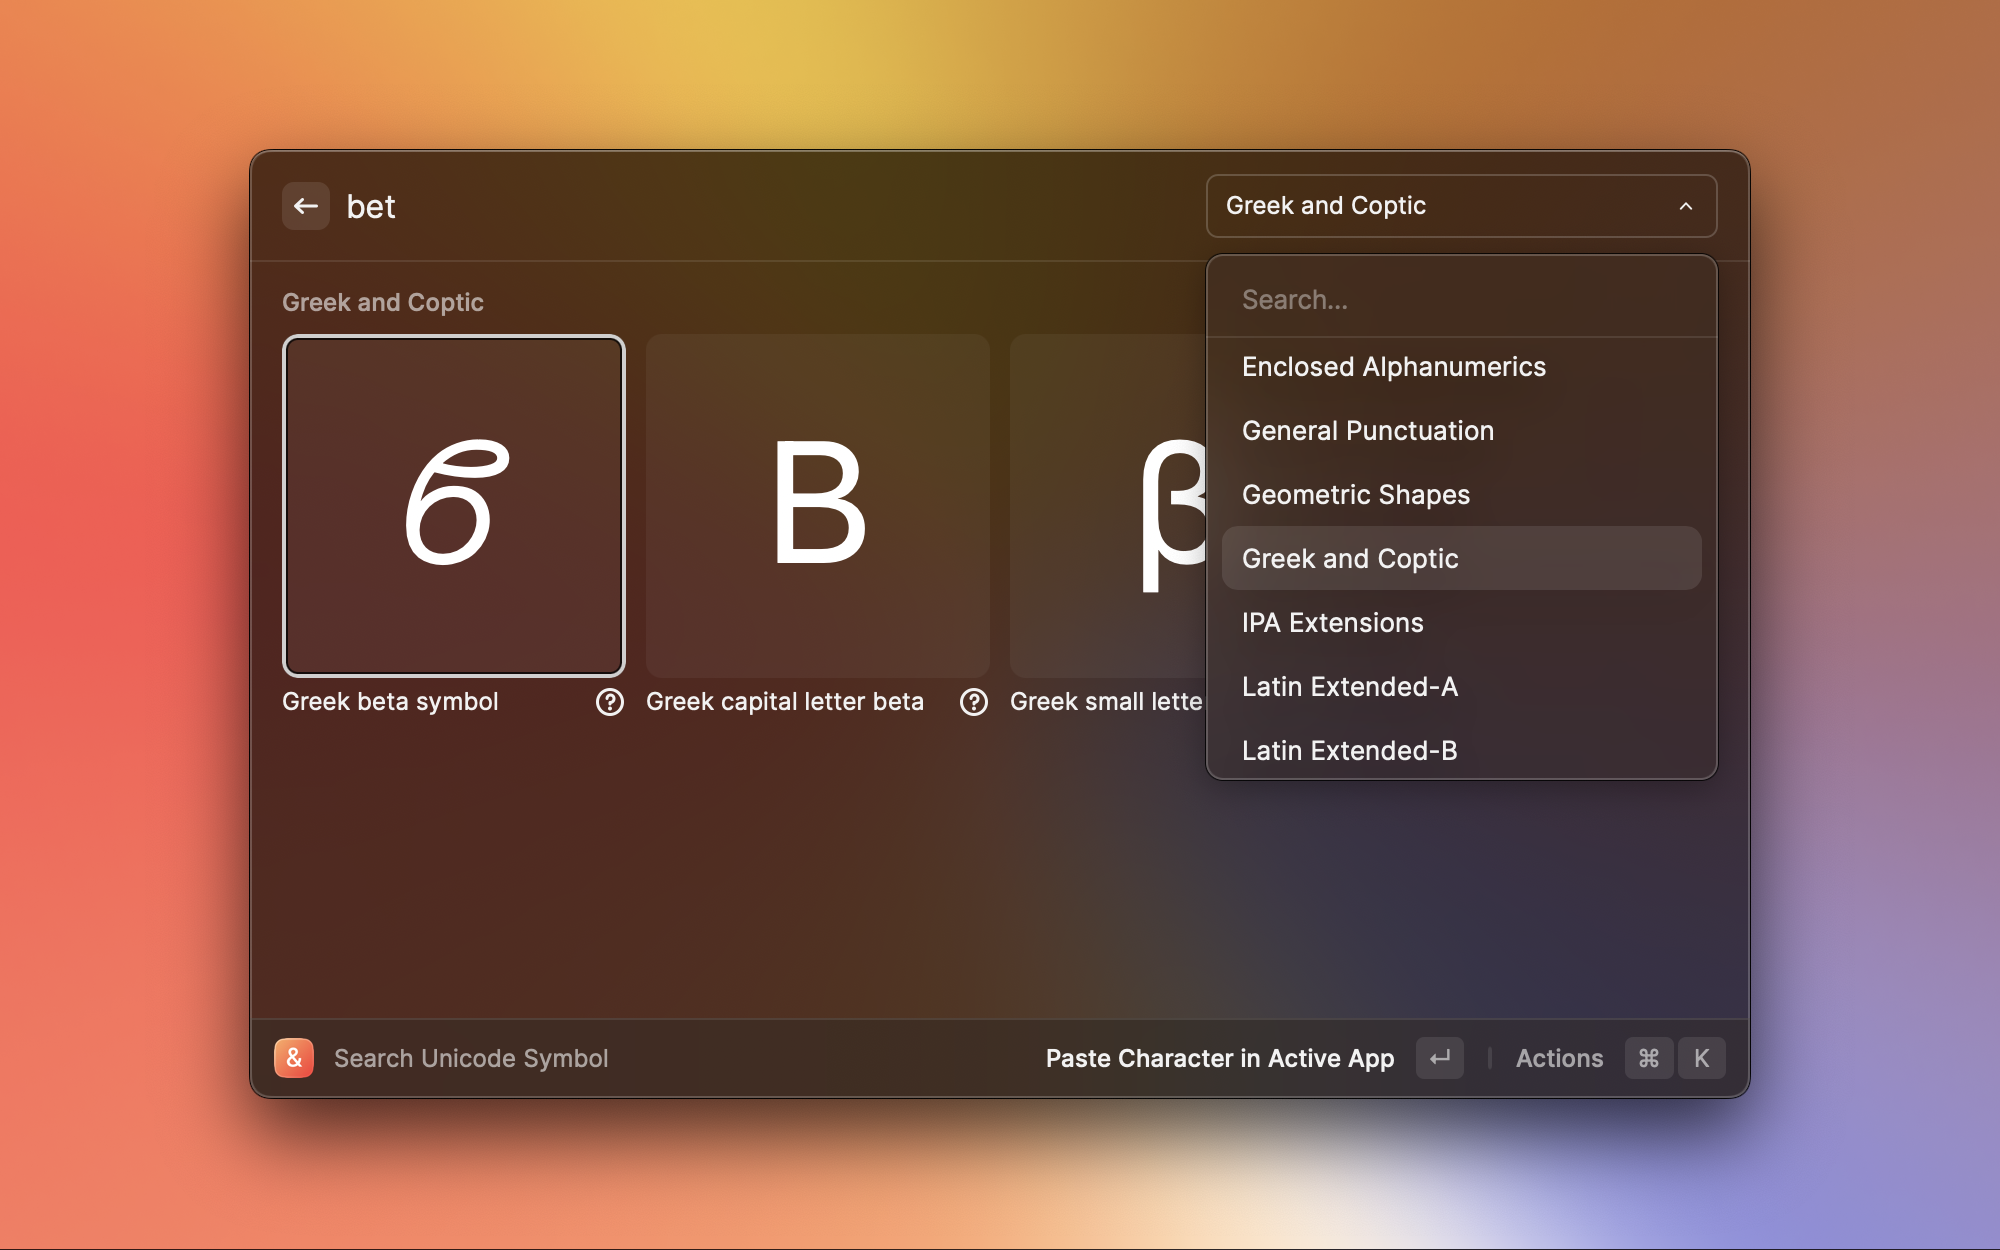 bet
Greek and Coptic
Search...
Enclosed Alphanumerics
General Punctuation
Geometric Shapes
Greek and Coptic
IPA Extensions
Latin Extended-A
Latin Extended-B
Greek and Coptic
ϐ
Β
β
Greek beta symbol
Greek capital letter beta
Greek small letter
& Search Unicode Symbol
Paste Character in Active App ↵ | Actions ⌘ K